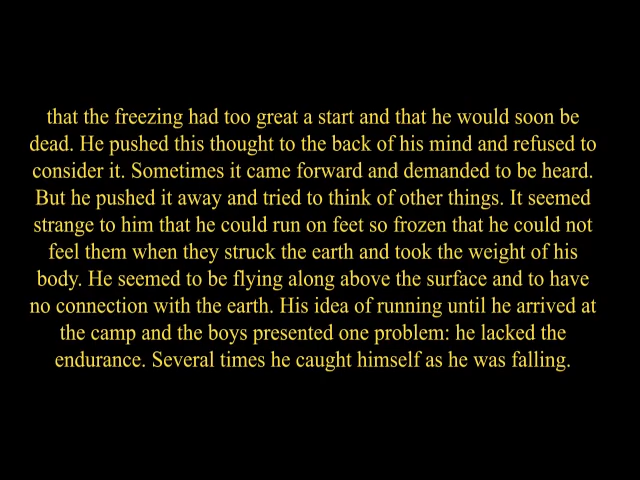 that the freezing had too great a start and that he would soon be
dead. He pushed this thought to the back of his mind and refused to
consider it. Sometimes it came forward and demanded to be heard.
But he pushed it away and tried to think of other things. It seemed
strange to him that he could run on feet so frozen that he could not
feel them when they struck the earth and took the weight of his
body. He seemed to be flying along above the surface and to have
no connection with the earth. His idea of running until he arrived at
the camp and the boys presented one problem: he lacked the
endurance. Several times he caught himself as he was falling.